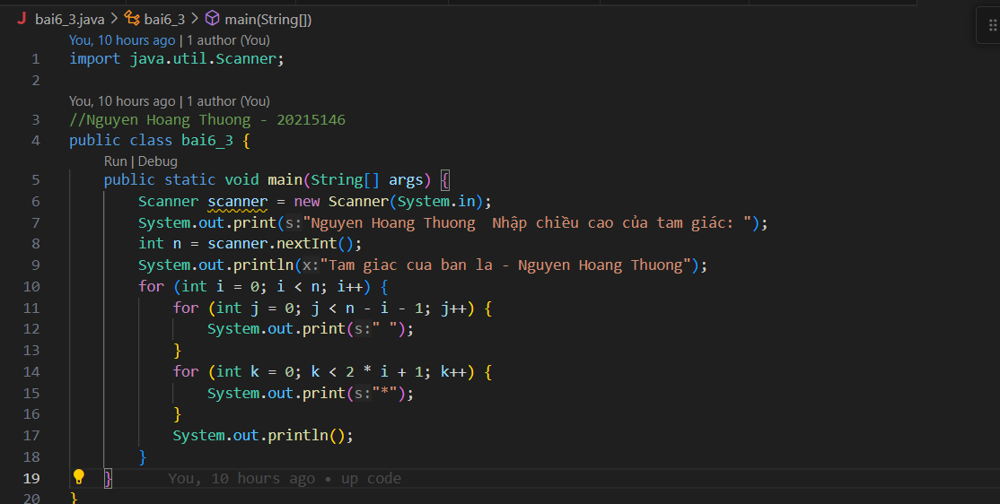 bai6_3.java > bai6_3 > main(String[])
You, 10 hours ago | 1 author (You)
1 import java.util.Scanner;
2
You, 10 hours ago | 1 author (You)
3 //Nguyen Hoang Thuong - 20215146
4 public class bai6_3 {
Run | Debug
5 public static void main(String[] args) {
6 Scanner scanner = new Scanner(System.in);
7 System.out.print(s:"Nguyen Hoang Thuong  Nhập chiều cao của tam giác: ");
8 int n = scanner.nextInt();
9 System.out.println(x:"Tam giac cua ban la - Nguyen Hoang Thuong");
10 for (int i = 0; i < n; i++) {
11 for (int j = 0; j < n - i - 1; j++) {
12 System.out.print(s:" ");
13 }
14 for (int k = 0; k < 2 * i + 1; k++) {
15 System.out.print(s:"*");
16 }
17 System.out.println();
18 }
19 } You, 10 hours ago • up code
20 }